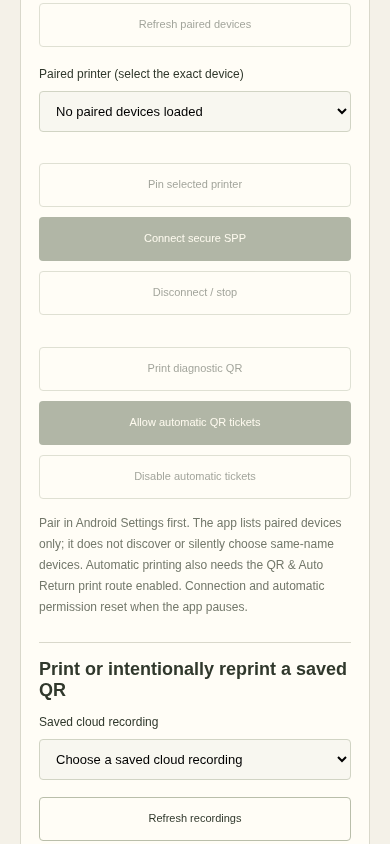 Refresh paired devices
Paired printer (select the exact device)
No paired devices loaded
Pin selected printer
Connect secure SPP
Disconnect / stop
Print diagnostic QR
Allow automatic QR tickets
Disable automatic tickets
Pair in Android Settings first. The app lists paired devices
only; it does not discover or silently choose same-name
devices. Automatic printing also needs the QR & Auto
Return print route enabled. Connection and automatic
permission reset when the app pauses.
Print or intentionally reprint a saved
QR
Saved cloud recording
Choose a saved cloud recording
Refresh recordings